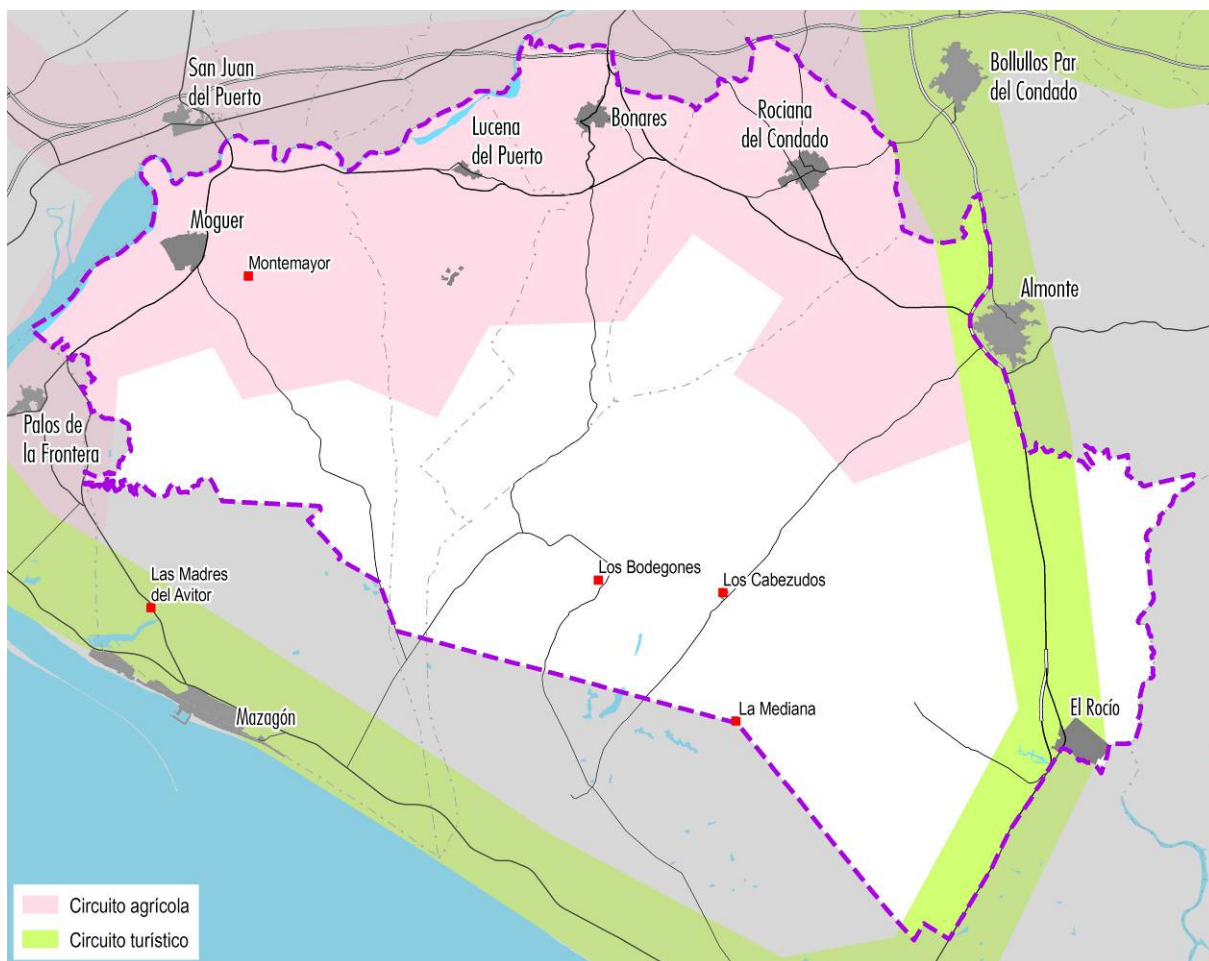 San Juan
del Puerto
Bollullos Par
del Condado
Lucena
del Puerto
Bonares
Rociana
del Condado
Moguer
Montemayor
Almonte
Palos de
la Frontera
Las Madres
del Avitor
Los Bodegones
Los Cabezudos
Mazagón
La Mediana
El Rocío
Circuito agrícola
Circuito turístico